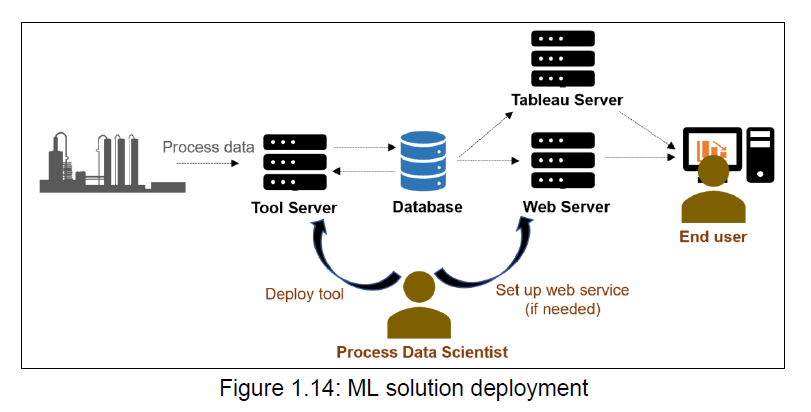 Tableau Server
Process data
Tool Server
Database
Web Server
End user
Deploy tool
Set up web service
(if needed)
Process Data Scientist
Figure 1.14: ML solution deployment